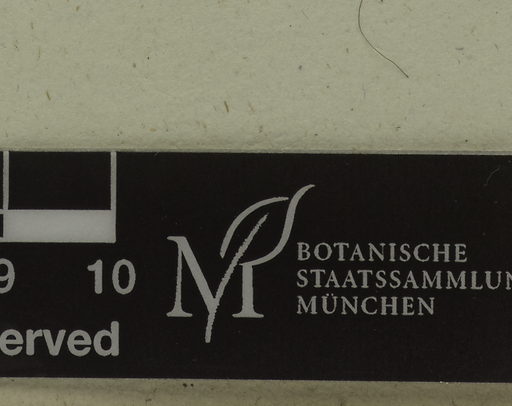 9 10
erved
BOTANISCHE
STAATSSAMMLUN
MÜNCHEN